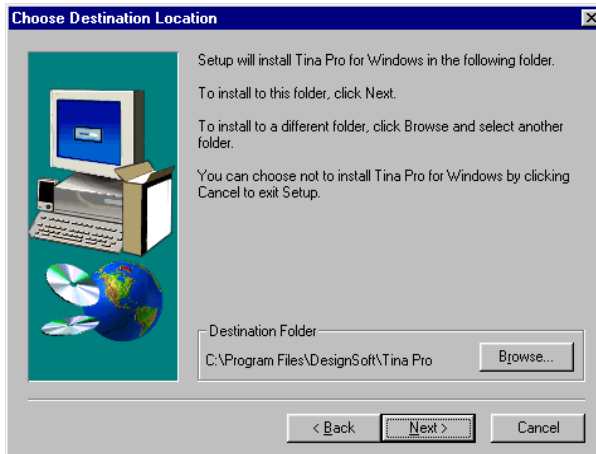 Choose Destination Location
Setup will install Tina Pro for Windows in the following folder.
To install to this folder, click Next.
To install to a different folder, click Browse and select another
folder.
You can choose not to install Tina Pro for Windows by clicking
Cancel to exit Setup.
Destination Folder
C:\Program Files\DesignSoft\Tina Pro
Browse...
< Back
Next >
Cancel